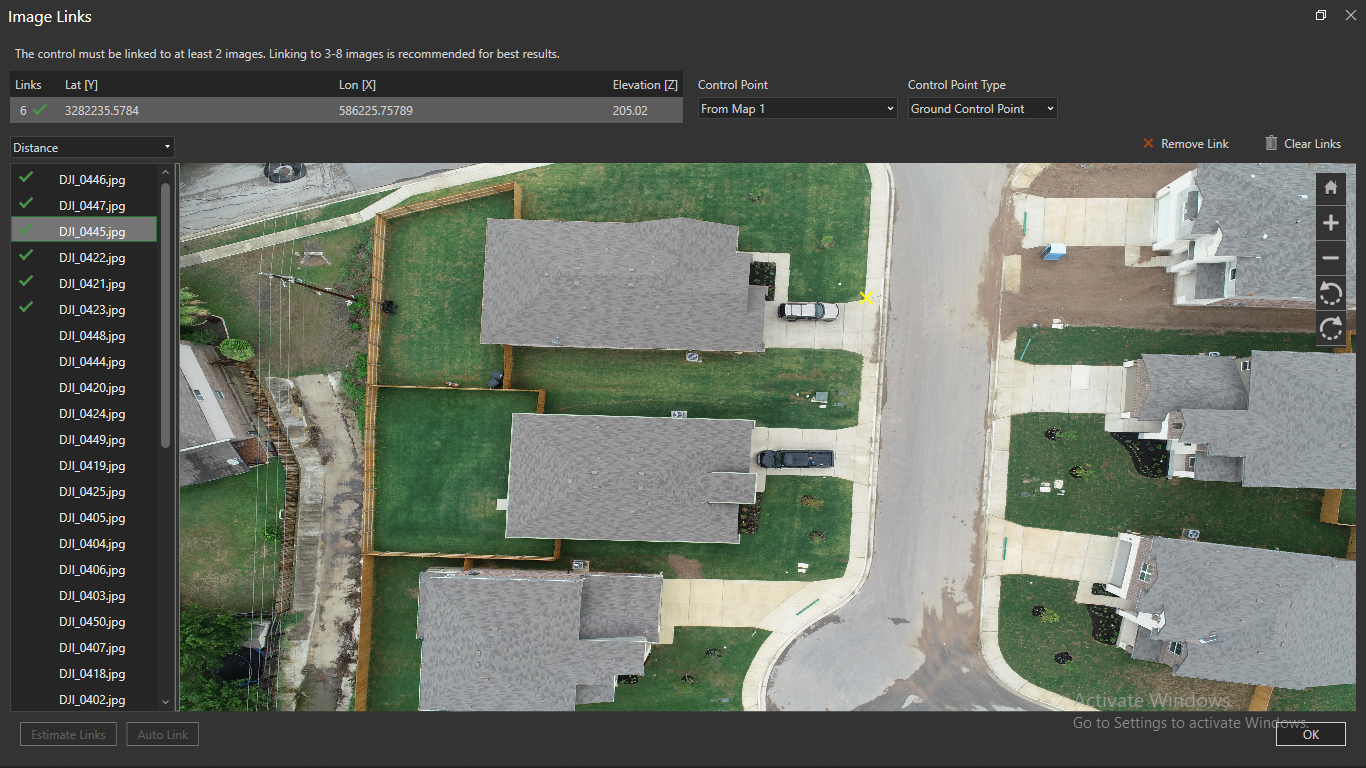 Image Links
The control must be linked to at least 2 images. Linking to 3-8 images is recommended for best results.
Links Lat [Y] Lon [X] Elevation [Z] Control Point Control Point Type
6 3282235.5784 586225.75789 205.02 From Map 1 Ground Control Point
Distance Remove Link Clear Links
DJI_0446.jpg
DJI_0447.jpg
DJI_0445.jpg
DJI_0422.jpg
DJI_0421.jpg
DJI_0423.jpg
DJI_0448.jpg
DJI_0444.jpg
DJI_0420.jpg
DJI_0424.jpg
DJI_0449.jpg
DJI_0419.jpg
DJI_0425.jpg
DJI_0405.jpg
DJI_0404.jpg
DJI_0406.jpg
DJI_0403.jpg
DJI_0450.jpg
DJI_0407.jpg
DJI_0418.jpg
DJI_0402.jpg
Activate Windows
Go to Settings to activate Windows.
Estimate Links Auto Link OK